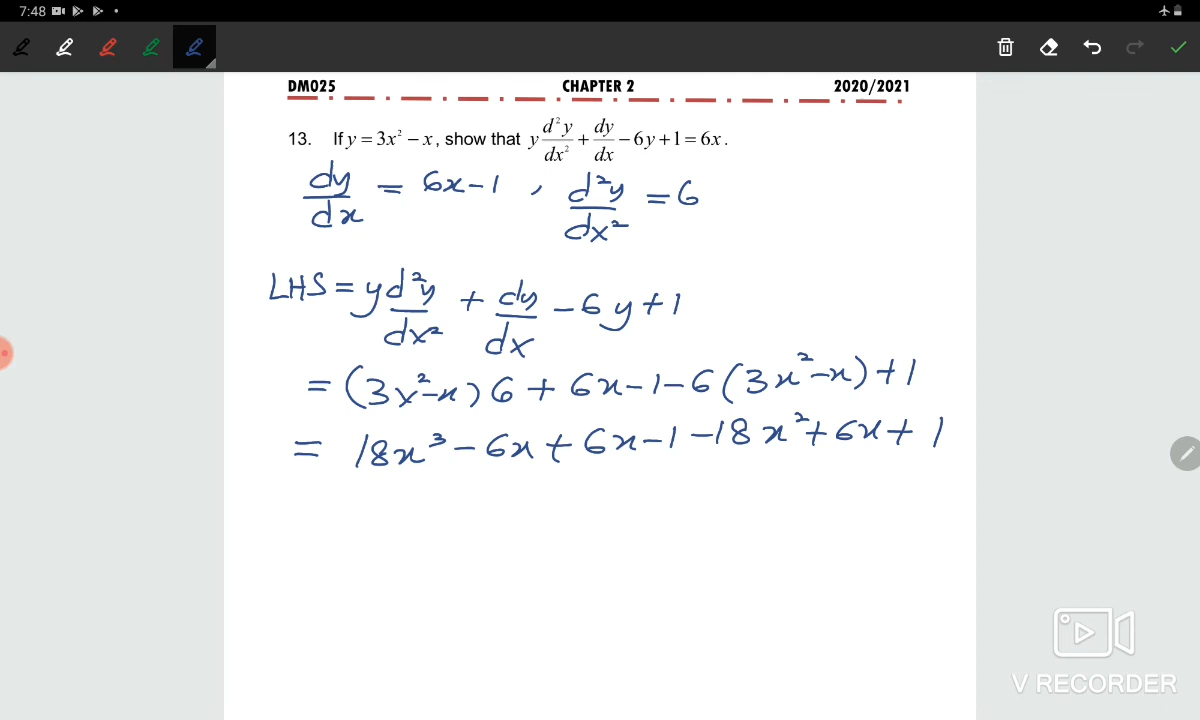 7:48
DM025 CHAPTER 2 2020/2021
13. If y = 3x² − x, show that y d²y/dx² + dy/dx − 6y + 1 = 6x.
dy/dx = 6x − 1 , d²y/dx² = 6
LHS = y d²y/dx² + dy/dx − 6y + 1
= (3x² − x) 6 + 6x − 1 − 6 (3x² − x) + 1
= 18x³ − 6x + 6x − 1 − 18x² + 6x + 1
V RECORDER